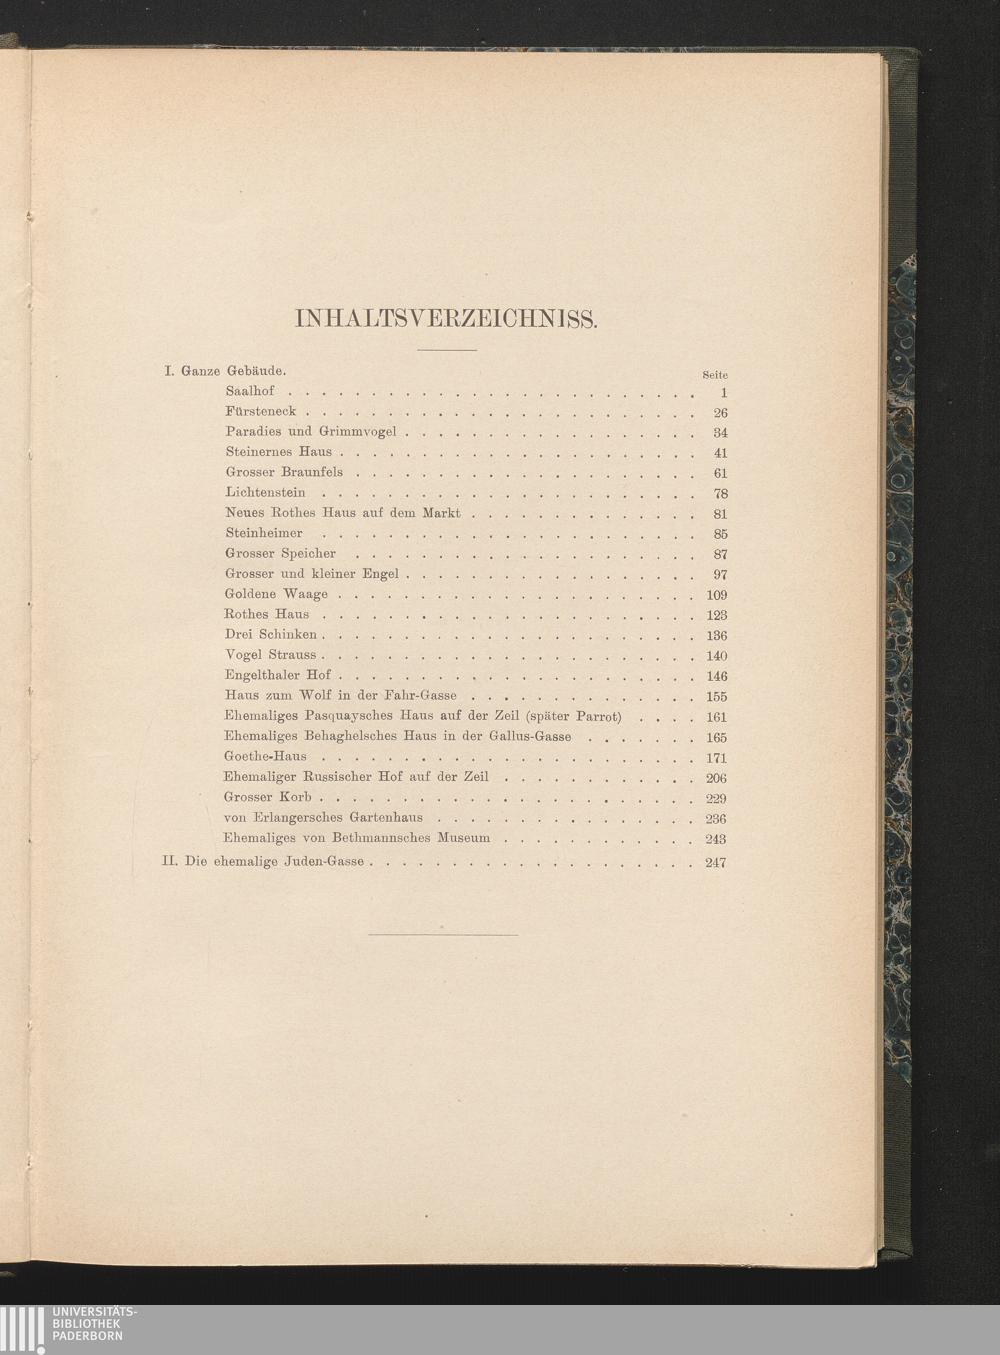 INHALTSVERZEICHNISS.
I. Ganze Gebäude.
Seite
Saalhof . . . . . . . . . . . . . . . . . . . . . . . . . 1
Fürsteneck . . . . . . . . . . . . . . . . . . . . . . . . 26
Paradies und Grimmvogel . . . . . . . . . . . . . . . . . . 34
Steinernes Haus . . . . . . . . . . . . . . . . . . . . . . 41
Grosser Braunfels . . . . . . . . . . . . . . . . . . . . . 61
Lichtenstein . . . . . . . . . . . . . . . . . . . . . . . 78
Neues Rothes Haus auf dem Markt . . . . . . . . . . . . . . 81
Steinheimer . . . . . . . . . . . . . . . . . . . . . . . 85
Grosser Speicher . . . . . . . . . . . . . . . . . . . . . 87
Grosser und kleiner Engel . . . . . . . . . . . . . . . . . . 97
Goldene Waage . . . . . . . . . . . . . . . . . . . . . . 109
Rothes Haus . . . . . . . . . . . . . . . . . . . . . . . 123
Drei Schinken . . . . . . . . . . . . . . . . . . . . . . . 136
Vogel Strauss . . . . . . . . . . . . . . . . . . . . . . . 140
Engelthaler Hof . . . . . . . . . . . . . . . . . . . . . . 146
Haus zum Wolf in der Fahr-Gasse . . . . . . . . . . . . . . 155
Ehemaliges Pasquaysches Haus auf der Zeil (später Parrot) . . . . 161
Ehemaliges Behaghelsches Haus in der Gallus-Gasse . . . . . . . 165
Goethe-Haus . . . . . . . . . . . . . . . . . . . . . . . 171
Ehemaliger Russischer Hof auf der Zeil . . . . . . . . . . . . 206
Grosser Korb . . . . . . . . . . . . . . . . . . . . . . . 229
von Erlangersches Gartenhaus . . . . . . . . . . . . . . . . 236
Ehemaliges von Bethmannsches Museum . . . . . . . . . . . . 243
II. Die ehemalige Juden-Gasse . . . . . . . . . . . . . . . . . . . . 247
UNIVERSITÄTS-
BIBLIOTHEK
PADERBORN